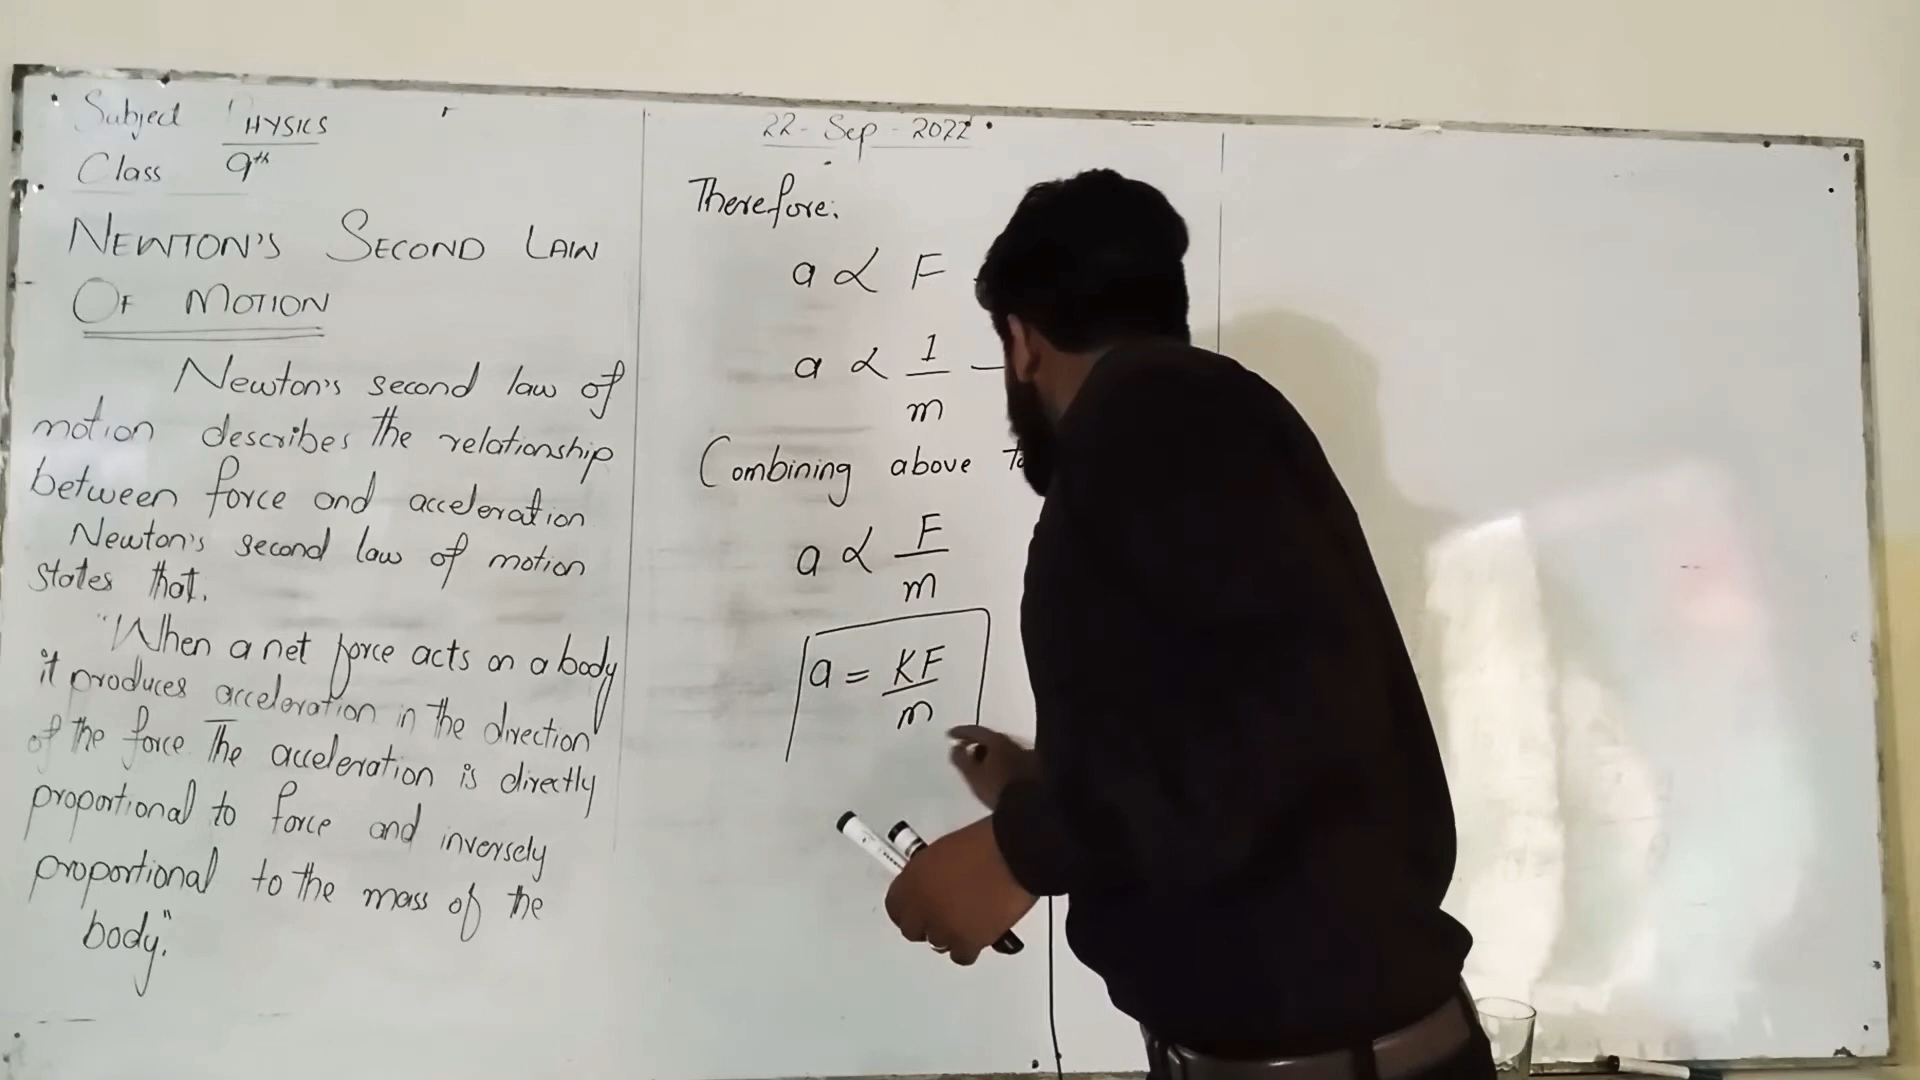 Subject PHYSICS
Class 9th
NEWTON'S SECOND LAW
OF MOTION
Newton's second law of
motion describes the relationship
between force and acceleration
Newton's second law of motion
states that.
"When a net force acts on a body
it produces acceleration in the direction
of the force. The acceleration is directly
proportional to force and inversely
proportional to the mass of the
body."
22-Sep-2022
Therefore:
a ∝ F
a ∝ 1/m
Combining above
a ∝ F/m
a = KF/m